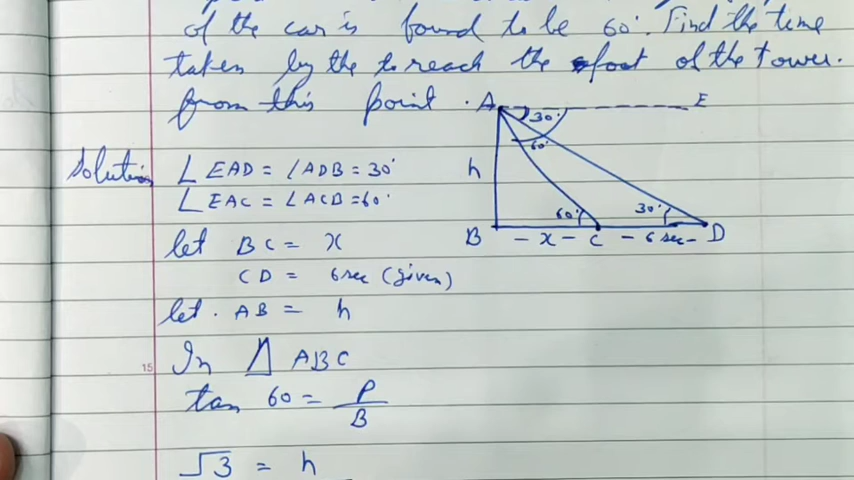 of the car is found to be 60°. Find the time
taken by the to reach the foot of the tower.
from this point.
A E
30°
60°
Solution ∠EAD = ∠ADB = 30°
h
∠EAC = ∠ACB = 60°
60° 30°
let BC = x
B - x - C - 6 sec - D
CD = 6 sec (given)
let. AB = h
15 In △ ABC
tan 60 = P/B
√3 = h